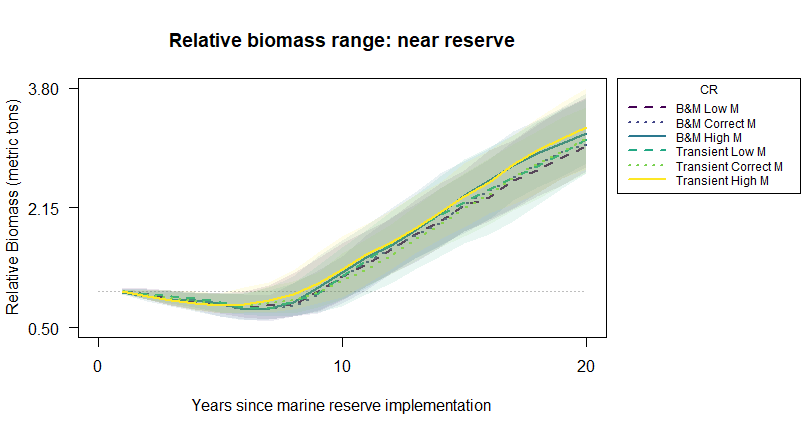 Relative biomass range: near reserve
Relative Biomass (metric tons)
3.80
2.15
0.50
0
10
20
Years since marine reserve implementation
CR
B&M Low M
B&M Correct M
B&M High M
Transient Low M
Transient Correct M
Transient High M